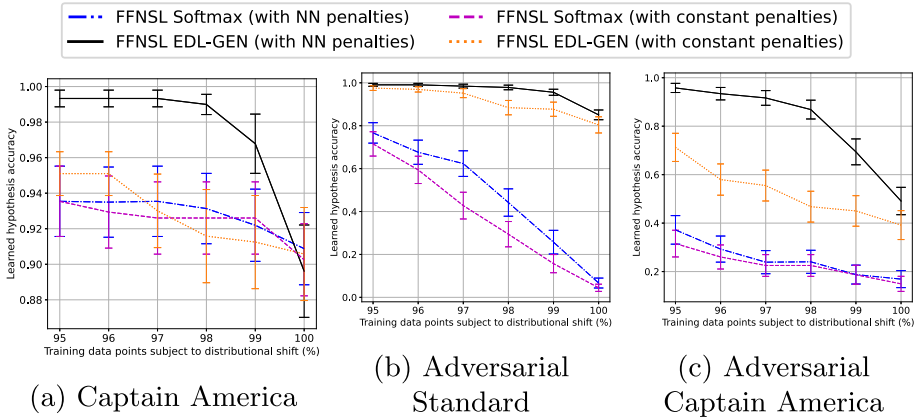 FFNSL Softmax (with NN penalties)
FFNSL Softmax (with constant penalties)
FFNSL EDL-GEN (with NN penalties)
FFNSL EDL-GEN (with constant penalties)
Learned hypothesis accuracy
1.00
0.98
0.96
0.94
0.92
0.90
0.88
95 96 97 98 99 100
Training data points subject to distributional shift (%)
(a) Captain America
Learned hypothesis accuracy
1.0
0.8
0.6
0.4
0.2
0.0
95 96 97 98 99 100
Training data points subject to distributional shift (%)
(b) Adversarial
Standard
Learned hypothesis accuracy
1.0
0.8
0.6
0.4
0.2
95 96 97 98 99 100
Training data points subject to distributional shift (%)
(c) Adversarial
Captain America